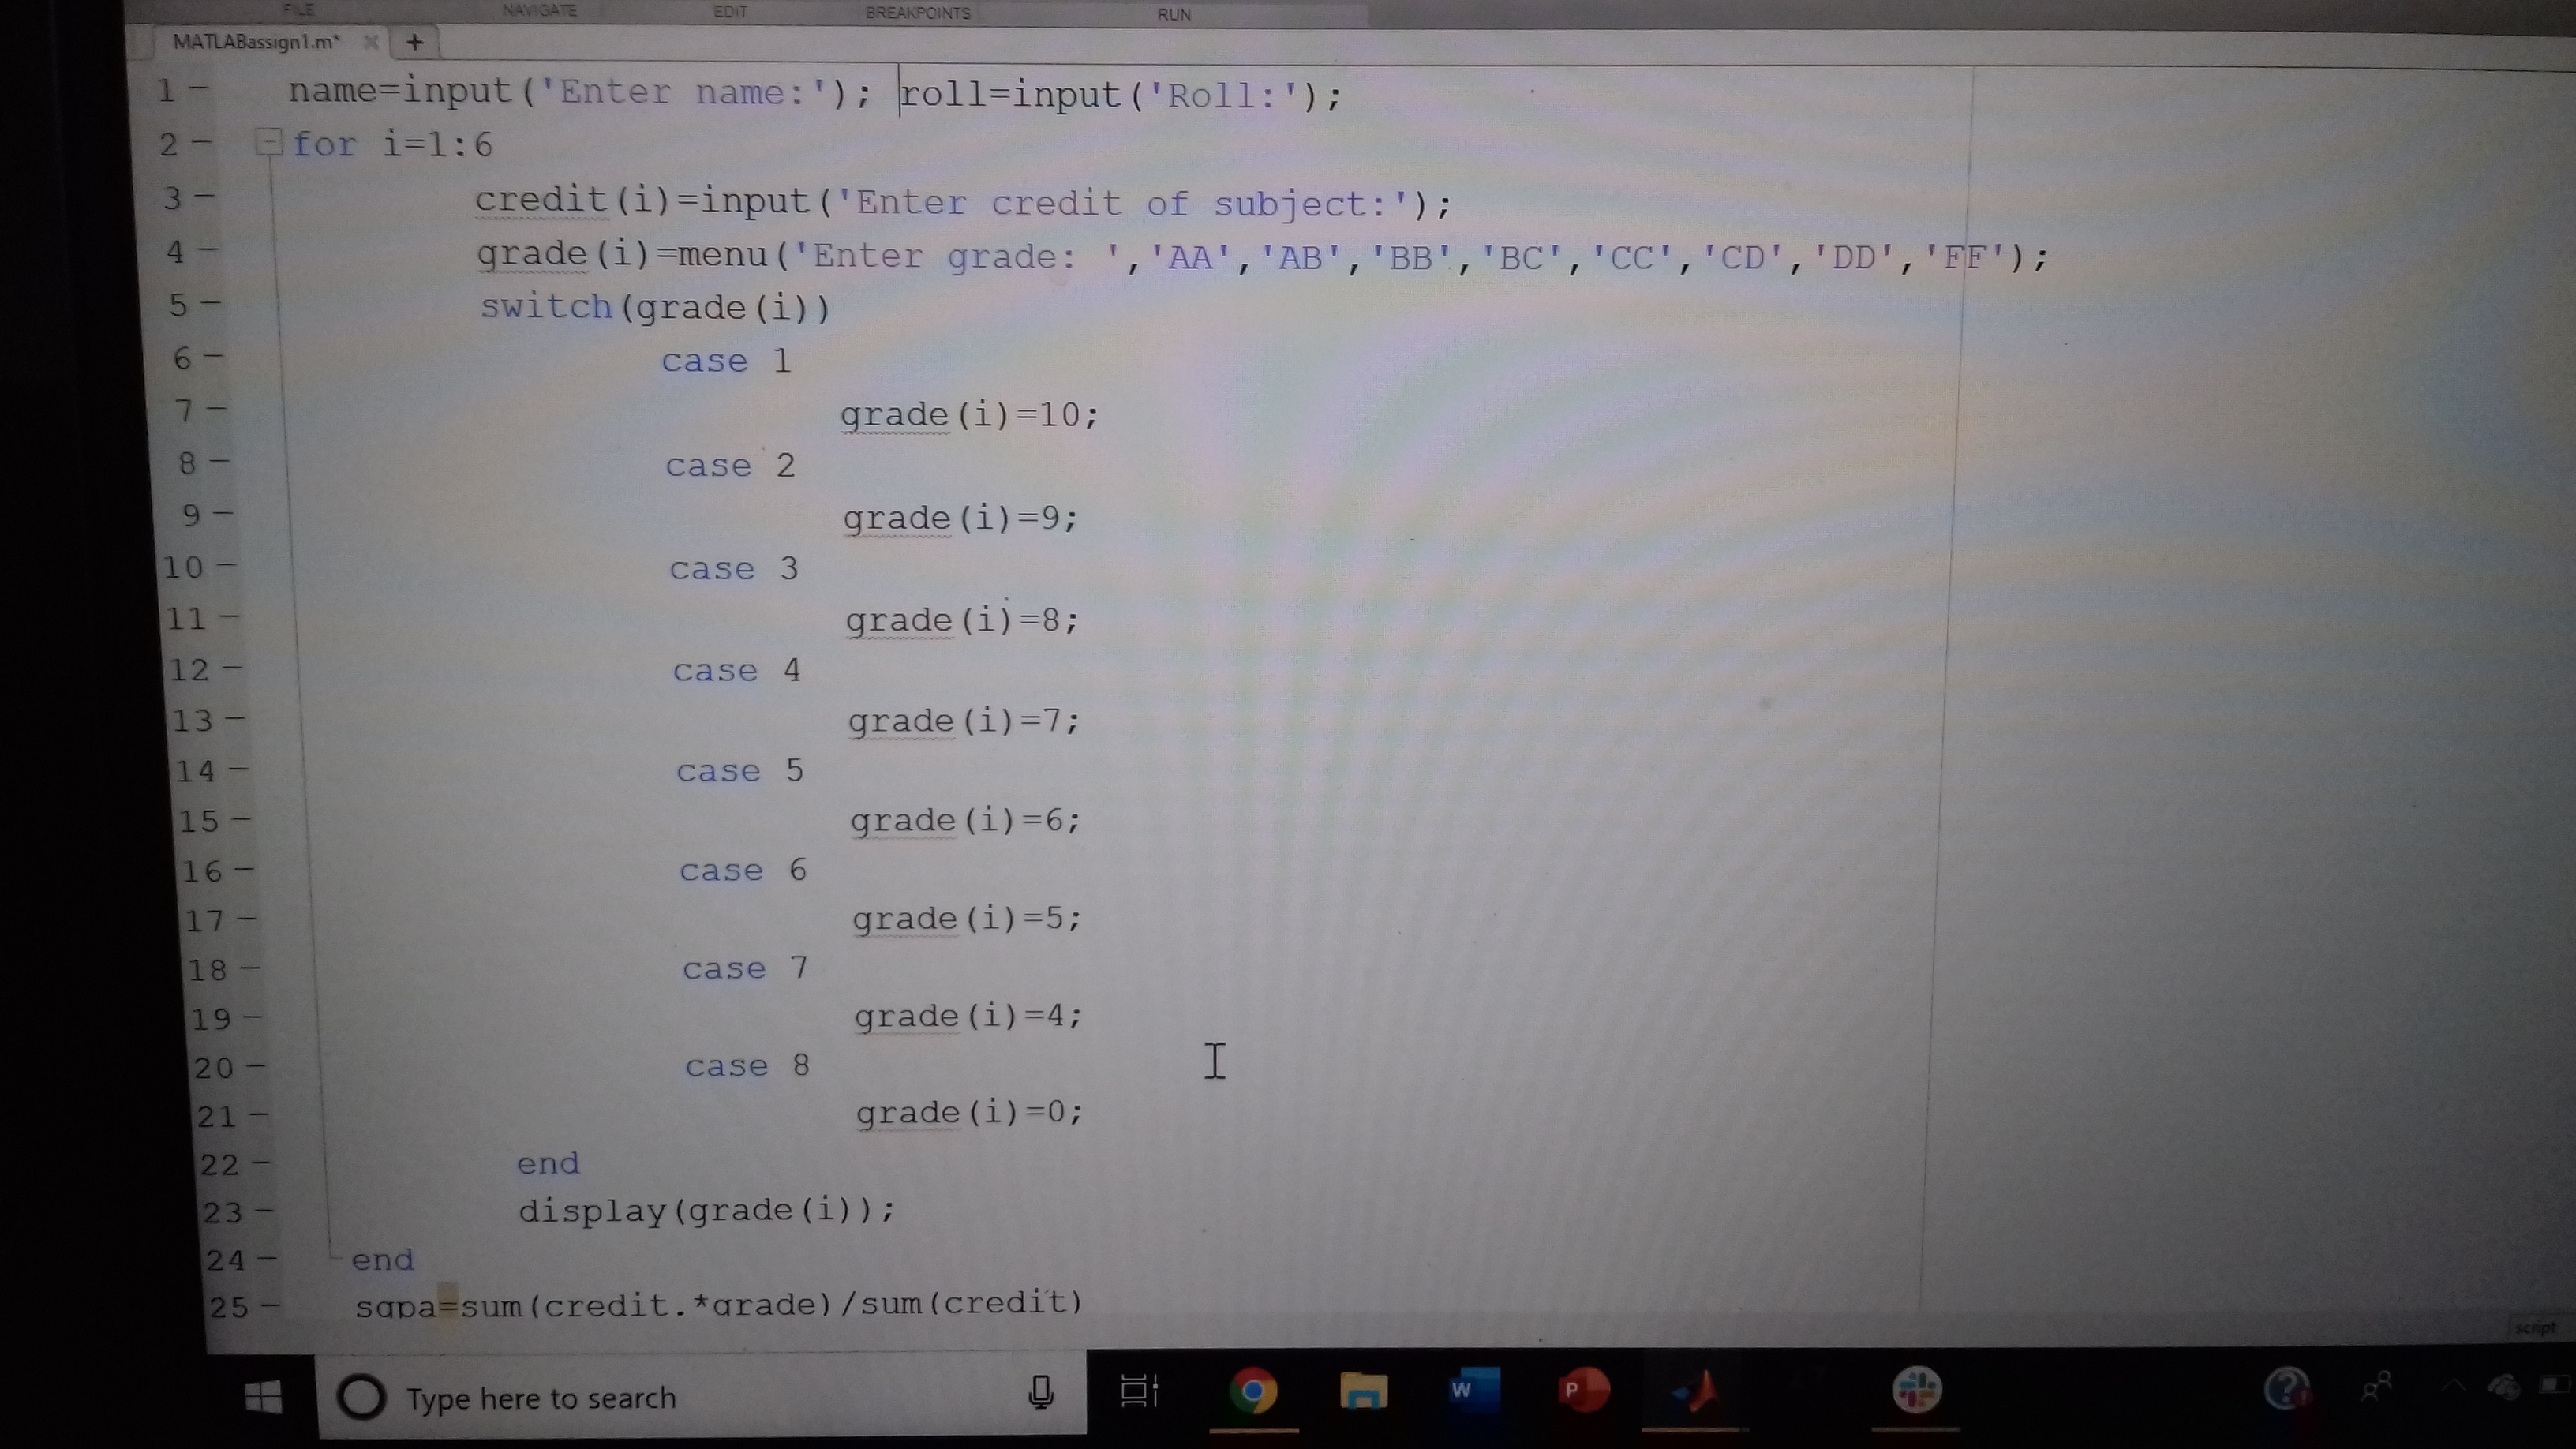 FILE NAVIGATE EDIT BREAKPOINTS RUN
MATLABassign1.m* × +
1 - name=input('Enter name:'); roll=input('Roll:');
2 - for i=1:6
3 - credit(i)=input('Enter credit of subject:');
4 - grade(i)=menu('Enter grade: ','AA','AB','BB','BC','CC','CD','DD','FF');
5 - switch(grade(i))
6 - case 1
7 - grade(i)=10;
8 - case 2
9 - grade(i)=9;
10 - case 3
11 - grade(i)=8;
12 - case 4
13 - grade(i)=7;
14 - case 5
15 - grade(i)=6;
16 - case 6
17 - grade(i)=5;
18 - case 7
19 - grade(i)=4;
20 - case 8
21 - grade(i)=0;
22 - end
23 - display(grade(i));
24 - end
25 - sgpa=sum(credit.*grade)/sum(credit)
script
Type here to search
W P